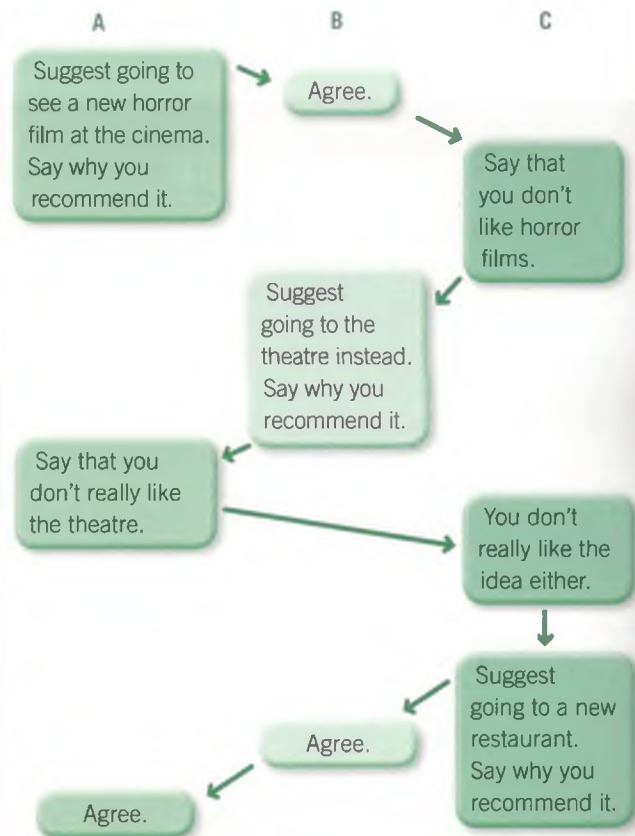 A
B
C
Suggest going to
see a new horror
film at the cinema.
Say why you
recommend it.
Agree.
Say that
you don't
like horror
films.
Suggest
going to the
theatre instead.
Say why you
recommend it.
Say that you
don't really like
the theatre.
You don't
really like the
idea either.
Suggest
going to a new
restaurant.
Say why you
recommend it.
Agree.
Agree.